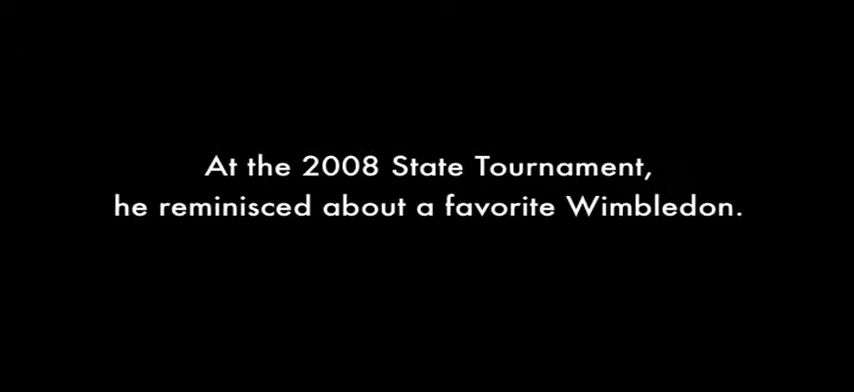 At the 2008 State Tournament,
he reminisced about a favorite Wimbledon.